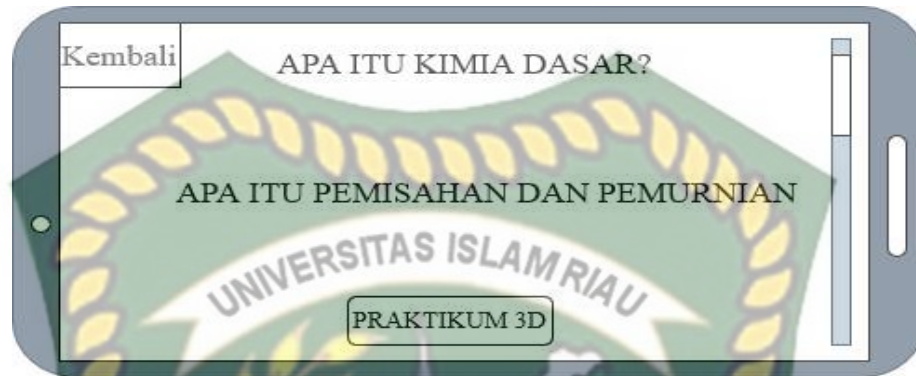 Kembali
APA ITU KIMIA DASAR?
APA ITU PEMISAHAN DAN PEMURNIAN
UNIVERSITAS ISLAM RIAU
PRAKTIKUM 3D